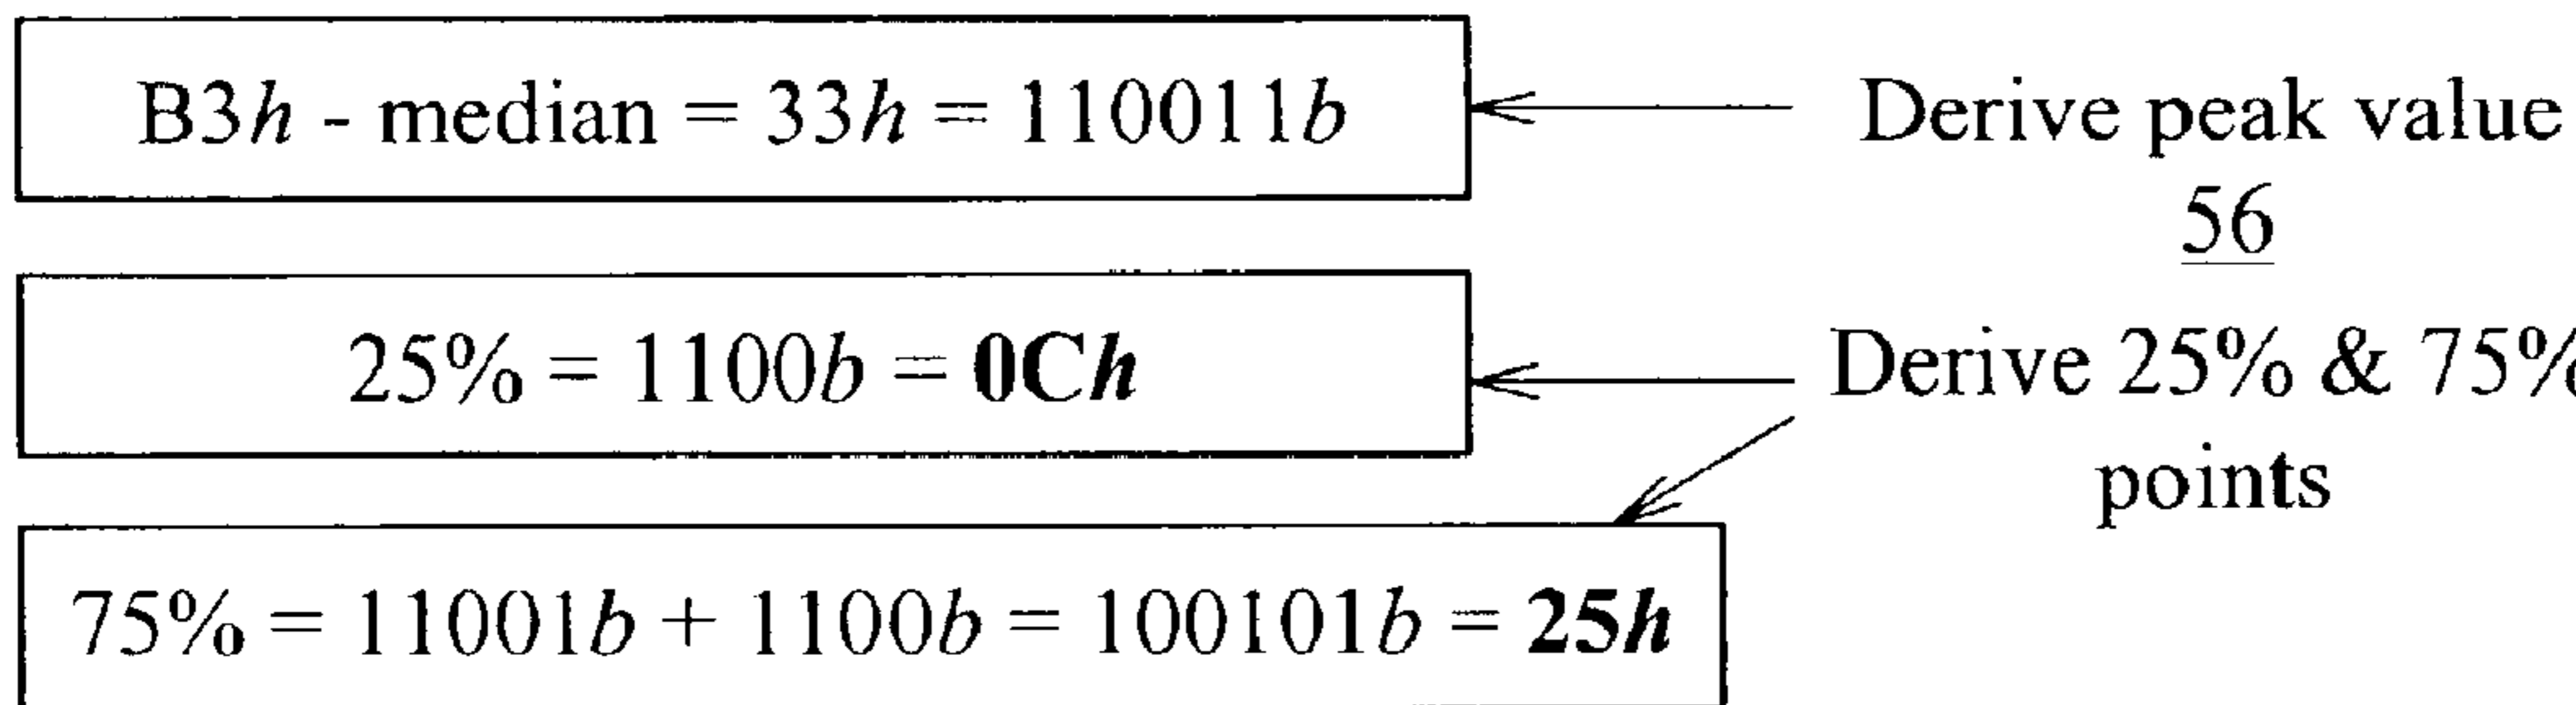 B3h - median = 33h = 110011b
Derive peak value
56
25% = 1100b = 0Ch
Derive 25% & 75%
points
75% = 11001b + 1100b = 100101b = 25h